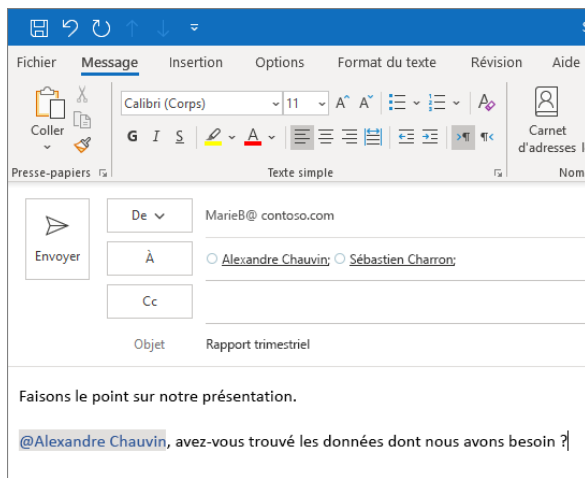 S
Fichier Message Insertion Options Format du texte Révision Aide
Calibri (Corps) 11
Coller
G I S
Carnet
d'adresses
Presse-papiers Texte simple Nom
De MarieB@ contoso.com
Envoyer
À Alexandre Chauvin; Sébastien Charron;
Cc
Objet Rapport trimestriel
Faisons le point sur notre présentation.
@Alexandre Chauvin, avez-vous trouvé les données dont nous avons besoin ?